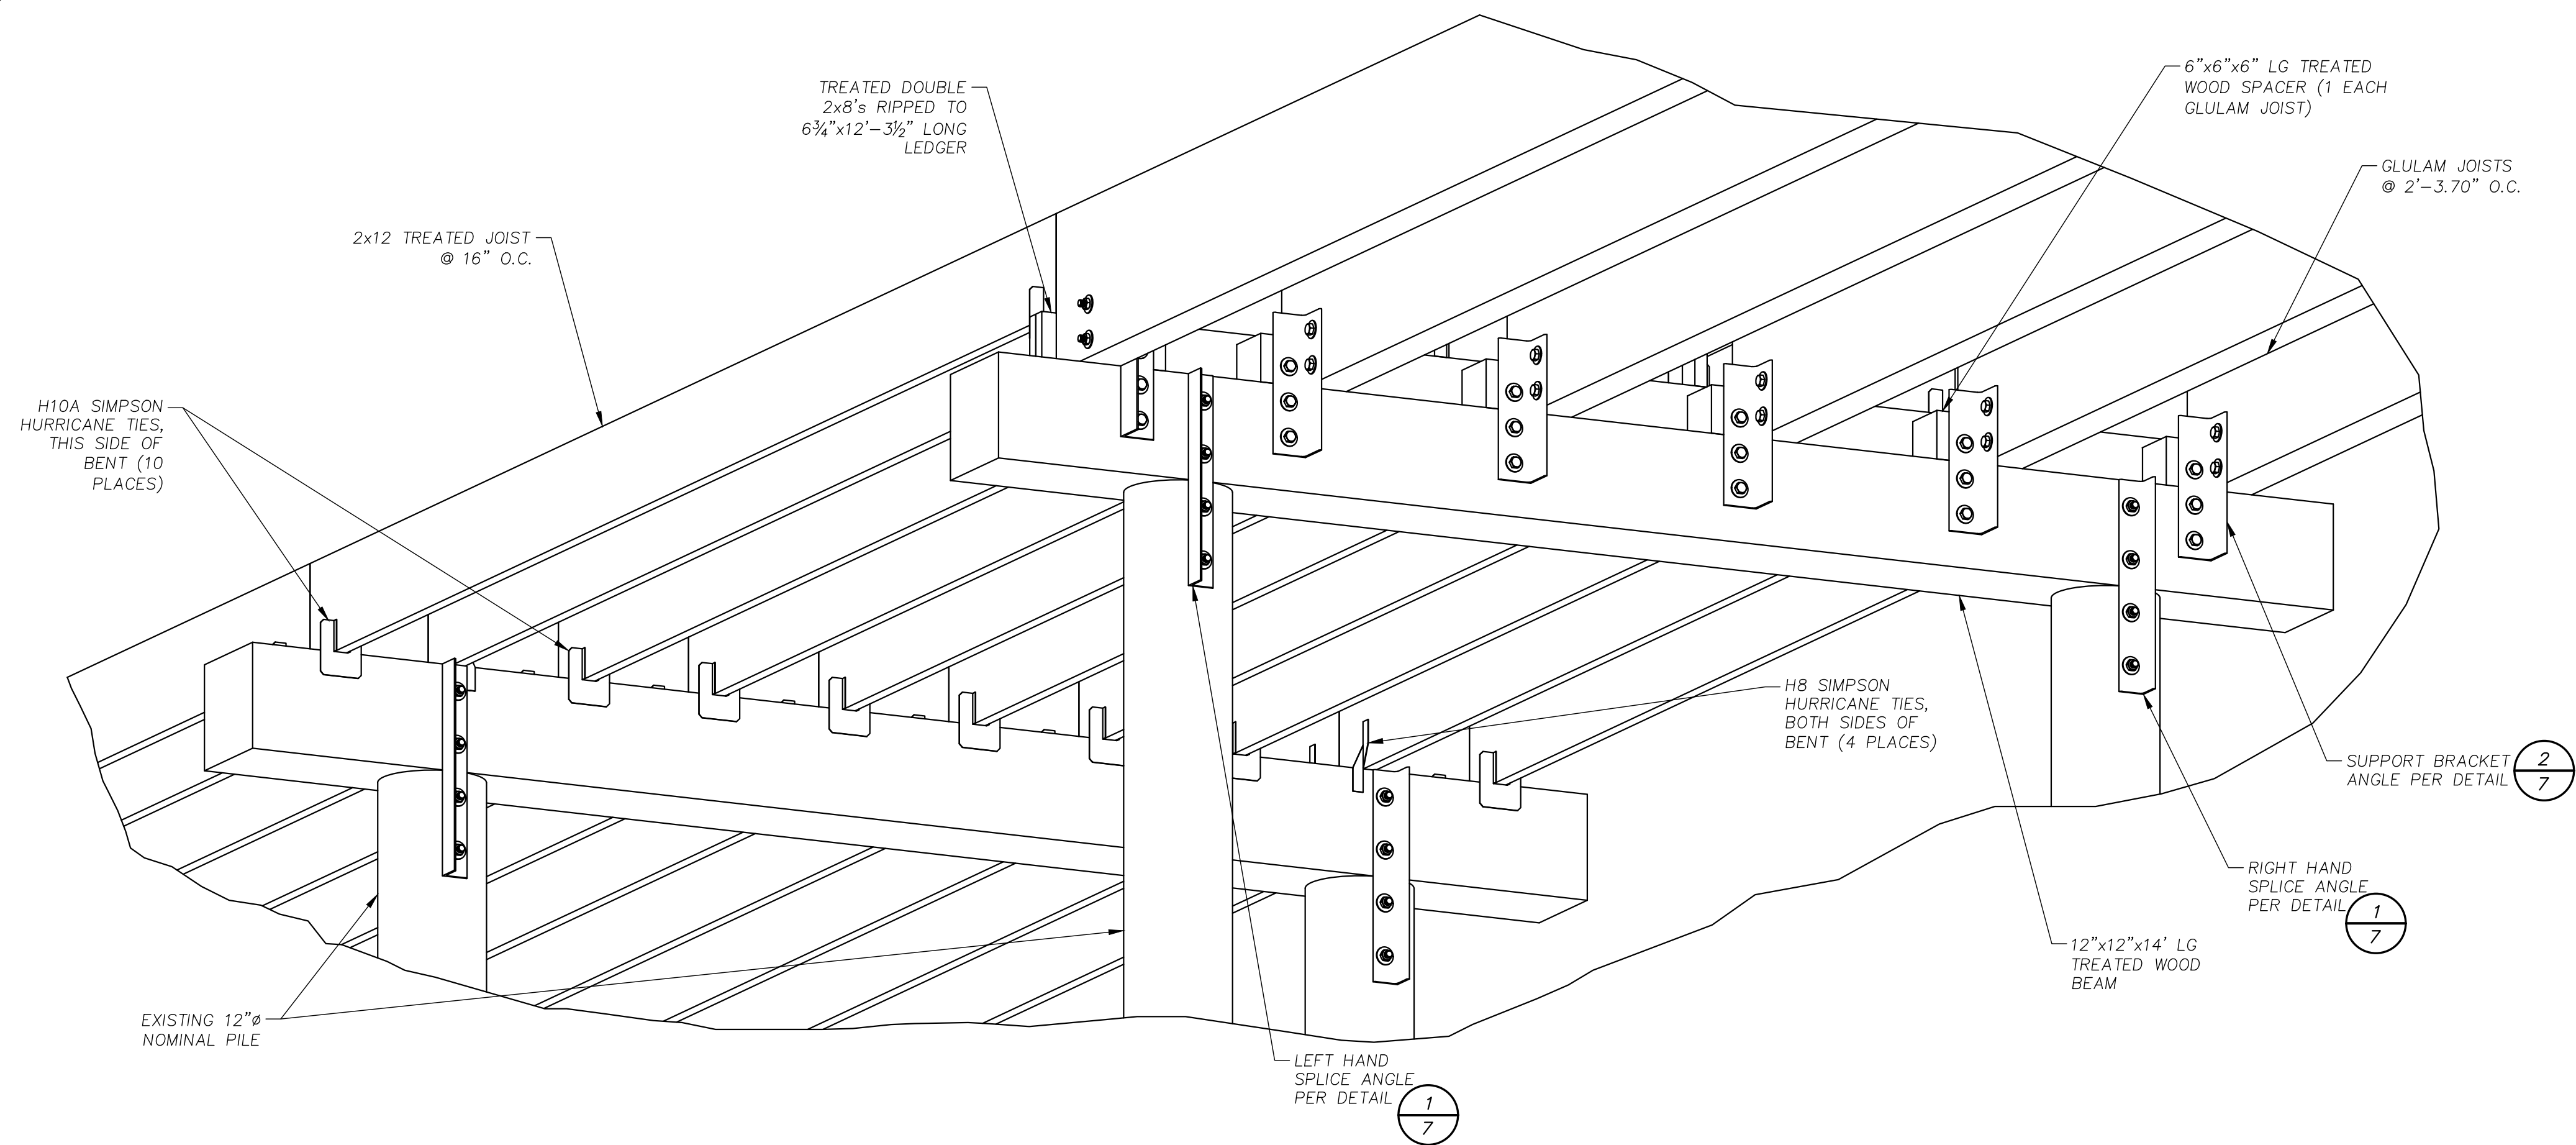 TREATED DOUBLE
2x8's RIPPED TO
6¾"x12'-3½" LONG
LEDGER
6"x6"x6" LG TREATED
WOOD SPACER (1 EACH
GLULAM JOIST)
GLULAM JOISTS
@ 2'-3.70" O.C.
2x12 TREATED JOIST
@ 16" O.C.
H10A SIMPSON
HURRICANE TIES,
THIS SIDE OF
BENT (10
PLACES)
H8 SIMPSON
HURRICANE TIES,
BOTH SIDES OF
BENT (4 PLACES)
SUPPORT BRACKET
ANGLE PER DETAIL
2
7
RIGHT HAND
SPLICE ANGLE
PER DETAIL
1
7
12"x12"x14' LG
TREATED WOOD
BEAM
EXISTING 12"ø
NOMINAL PILE
LEFT HAND
SPLICE ANGLE
PER DETAIL
1
7